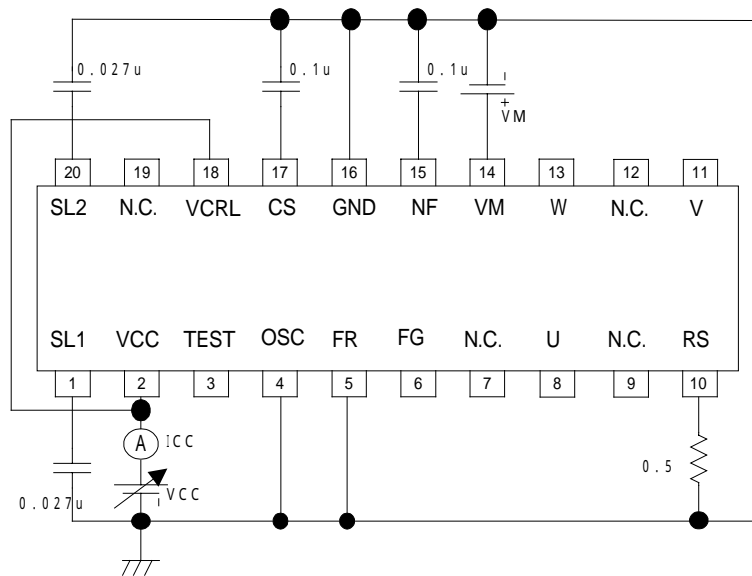 0.027u 0.1u 0.1u -
+
VM
20 19 18 17 16 15 14 13 12 11
SL2 N.C. VCRL CS GND NF VM W N.C. V
SL1 VCC TEST OSC FR FG N.C. U N.C. RS
1 2 3 4 5 6 7 8 9 10
A ICC
0.5
VCC
-
0.027u